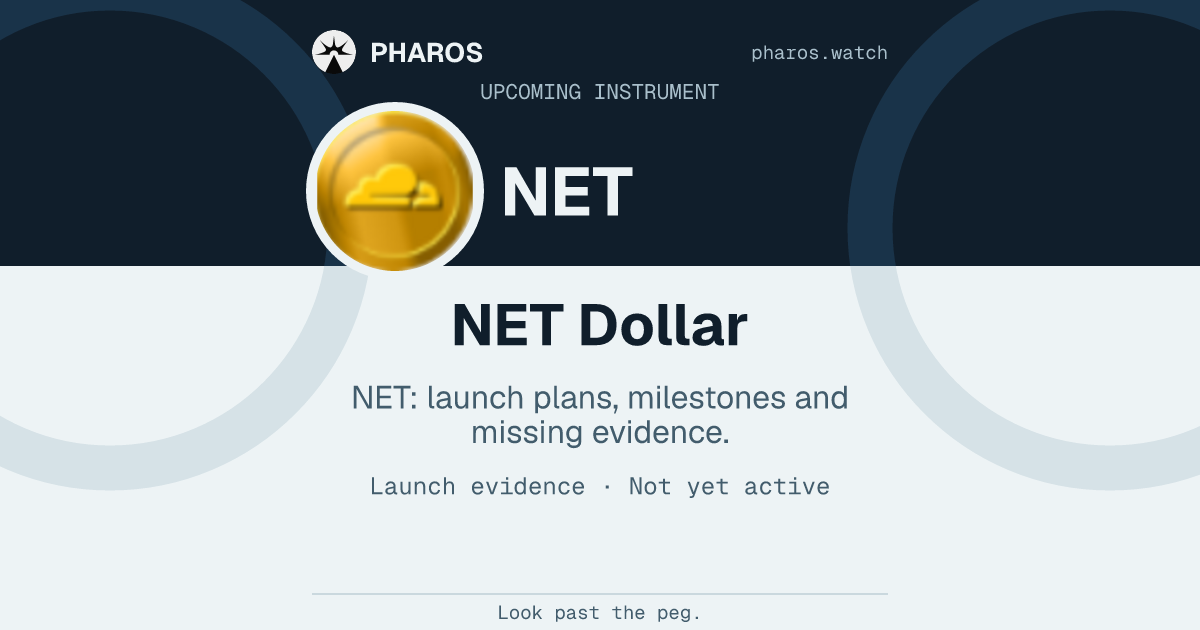 PHAROS
pharos.watch
UPCOMING INSTRUMENT
NET
NET Dollar
NET: launch plans, milestones and
missing evidence.
Launch evidence · Not yet active
Look past the peg.